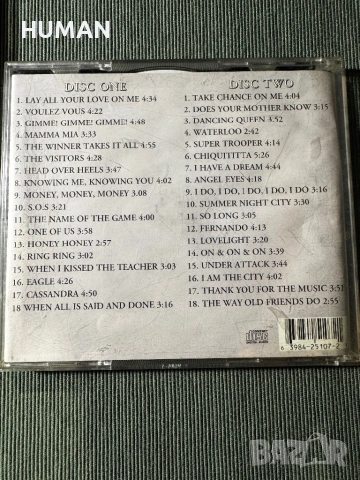 HUMAN
DISC ONE
1. LAY ALL YOUR LOVE ON ME 4:34
2. VOULEZ VOUS 4:22
3. GIMME! GIMME! GIMME! 4:48
4. MAMMA MIA 3:33
5. THE WINNER TAKES IT ALL 4:55
6. THE VISITORS 4:28
7. HEAD OVER HEELS 3:47
8. KNOWING ME, KNOWING YOU 4:02
9. MONEY, MONEY, MONEY 3:08
10. S.O.S 3:21
11. THE NAME OF THE GAME 4:00
12. ONE OF US 3:58
13. HONEY HONEY 2:57
14. RING RING 3:02
15. WHEN I KISSED THE TEACHER 3:03
16. EAGLE 4:26
17. CASSANDRA 4:50
18 WHEN ALL IS SAID AND DONE 3:16
DISC TWO
1. TAKE CHANCE ON ME 4:04
2. DOES YOUR MOTHER KNOW 3:15
3. DANCING QUEEN 4:52
4. WATERLOO 2:42
5. SUPER TROOPER 4:14
6. CHIQUITITTA 5:26
7. I HAVE A DREAM 4:44
8. ANGEL EYES 4:18
9. I DO, I DO, I DO, I DO 3:16
10. SUMMER NIGHT CITY 3:30
11. SO LONG 3:05
12. FERNANDO 4:13
13. LOVELIGHT 3:20
14. ON & ON & ON 3:39
15. UNDER ATTACK 3:44
16. I AM THE CITY 4:02
17. THANK YOU FOR THE MUSIC 3:51
18. THE WAY OLD FRIENDS DO 2:55
6 3984-25107-2
BAZAR